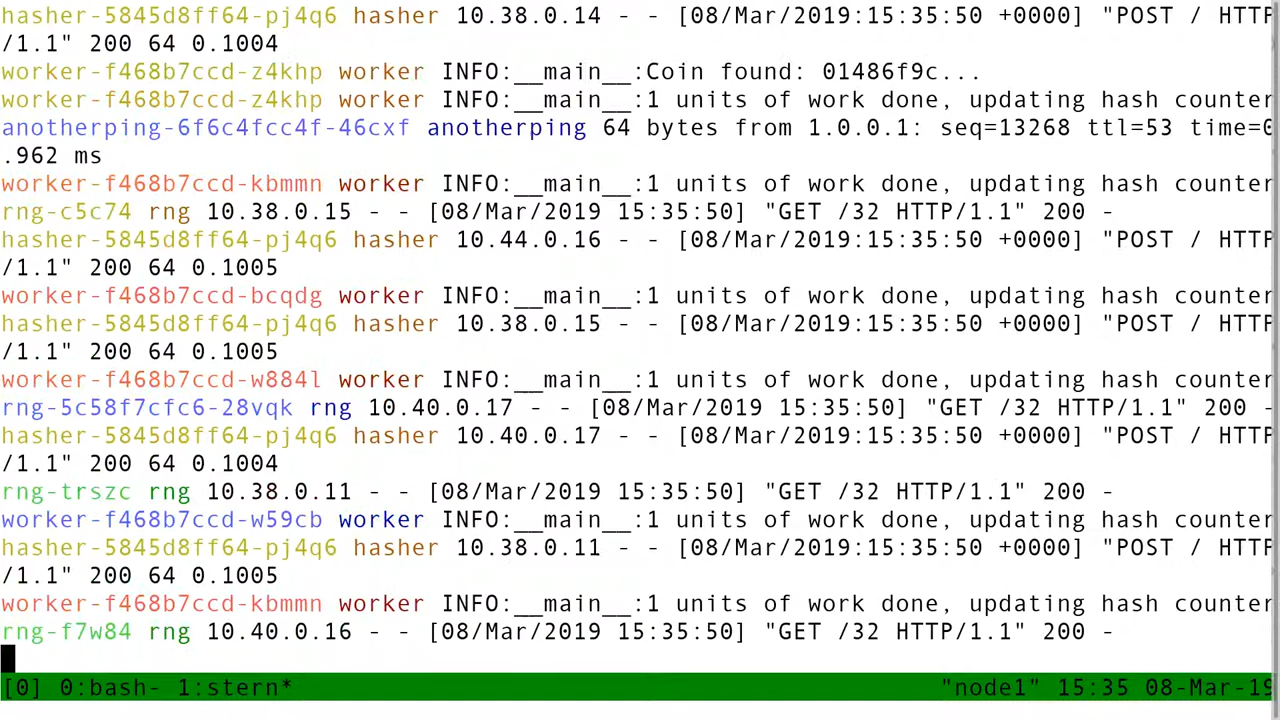 hasher-5845d8ff64-pj4q6 hasher 10.38.0.14 - - [08/Mar/2019:15:35:50 +0000] "POST / HTTP
/1.1" 200 64 0.1004
worker-f468b7ccd-z4khp worker INFO:__main__:Coin found: 01486f9c...
worker-f468b7ccd-z4khp worker INFO:__main__:1 units of work done, updating hash counter
anotherping-6f6c4fcc4f-46cxf anotherping 64 bytes from 1.0.0.1: seq=13268 ttl=53 time=0
.962 ms
worker-f468b7ccd-kbmmn worker INFO:__main__:1 units of work done, updating hash counter
rng-c5c74 rng 10.38.0.15 - - [08/Mar/2019 15:35:50] "GET /32 HTTP/1.1" 200 -
hasher-5845d8ff64-pj4q6 hasher 10.44.0.16 - - [08/Mar/2019:15:35:50 +0000] "POST / HTTP
/1.1" 200 64 0.1005
worker-f468b7ccd-bcqdg worker INFO:__main__:1 units of work done, updating hash counter
hasher-5845d8ff64-pj4q6 hasher 10.38.0.15 - - [08/Mar/2019:15:35:50 +0000] "POST / HTTP
/1.1" 200 64 0.1005
worker-f468b7ccd-w884l worker INFO:__main__:1 units of work done, updating hash counter
rng-5c58f7cfc6-28vqk rng 10.40.0.17 - - [08/Mar/2019 15:35:50] "GET /32 HTTP/1.1" 200 -
hasher-5845d8ff64-pj4q6 hasher 10.40.0.17 - - [08/Mar/2019:15:35:50 +0000] "POST / HTTP
/1.1" 200 64 0.1004
rng-trszc rng 10.38.0.11 - - [08/Mar/2019 15:35:50] "GET /32 HTTP/1.1" 200 -
worker-f468b7ccd-w59cb worker INFO:__main__:1 units of work done, updating hash counter
hasher-5845d8ff64-pj4q6 hasher 10.38.0.11 - - [08/Mar/2019:15:35:50 +0000] "POST / HTTP
/1.1" 200 64 0.1005
worker-f468b7ccd-kbmmn worker INFO:__main__:1 units of work done, updating hash counter
rng-f7w84 rng 10.40.0.16 - - [08/Mar/2019 15:35:50] "GET /32 HTTP/1.1" 200 -
[0] 0:bash- 1:stern* "node1" 15:35 08-Mar-19